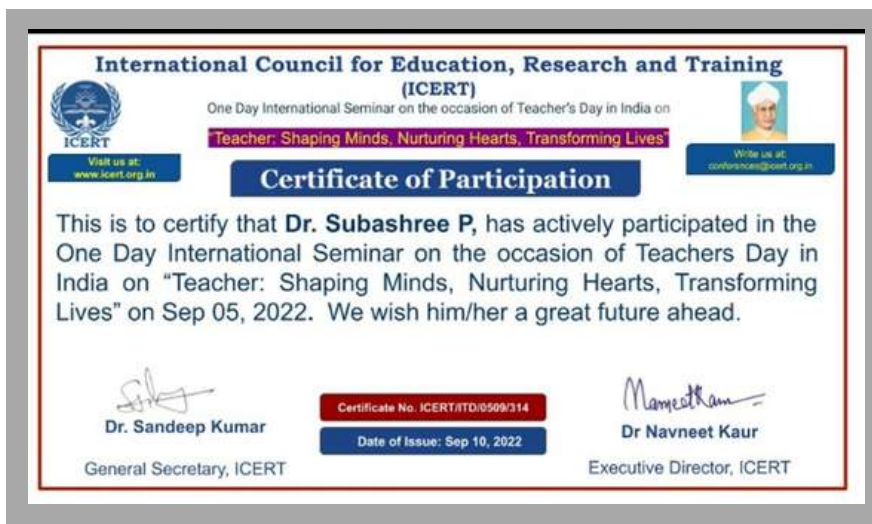 International Council for Education, Research and Training
(ICERT)
One Day International Seminar on the occasion of Teacher's Day in India on
"Teacher: Shaping Minds, Nurturing Hearts, Transforming Lives"
ICERT
Visit us at:
www.icert.org.in
Write us at:
conferences@icert.org.in
Certificate of Participation
This is to certify that Dr. Subashree P, has actively participated in the
One Day International Seminar on the occasion of Teachers Day in
India on “Teacher: Shaping Minds, Nurturing Hearts, Transforming
Lives” on Sep 05, 2022. We wish him/her a great future ahead.
Certificate No. ICERT/ITD/0509/314
Date of Issue: Sep 10, 2022
Dr. Sandeep Kumar
General Secretary, ICERT
Navneet Kaur
Dr Navneet Kaur
Executive Director, ICERT